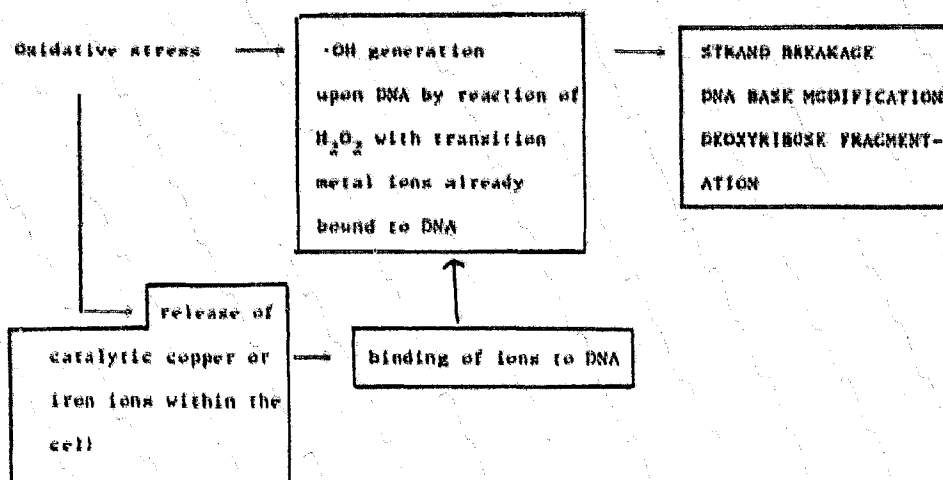 Oxidative stress
·OH generation
upon DNA by reaction of
H₂O₂ with transition
metal ions already
bound to DNA
STRAND BREAKAGE
DNA BASE MODIFICATION
DEOXYRIBOSE FRAGMENT-
ATION
release of
catalytic copper or
iron ions within the
cell
binding of ions to DNA